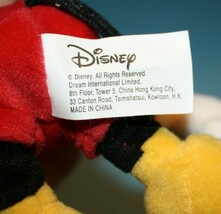 Disney
© Disney. All Rights Reserved.
Dream International Limited.
8th Floor, Tower 5, China Hong Kong City,
33 Canton Road, Tsimshatsui, Kowloon, H.K.
MADE IN CHINA